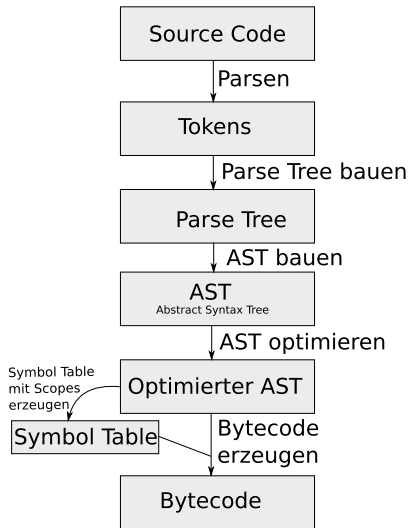 Source Code
Parsen
Tokens
Parse Tree bauen
Parse Tree
AST bauen
AST
Abstract Syntax Tree
AST optimieren
Optimierter AST
Symbol Table
mit Scopes
erzeugen
Symbol Table
Bytecode
erzeugen
Bytecode